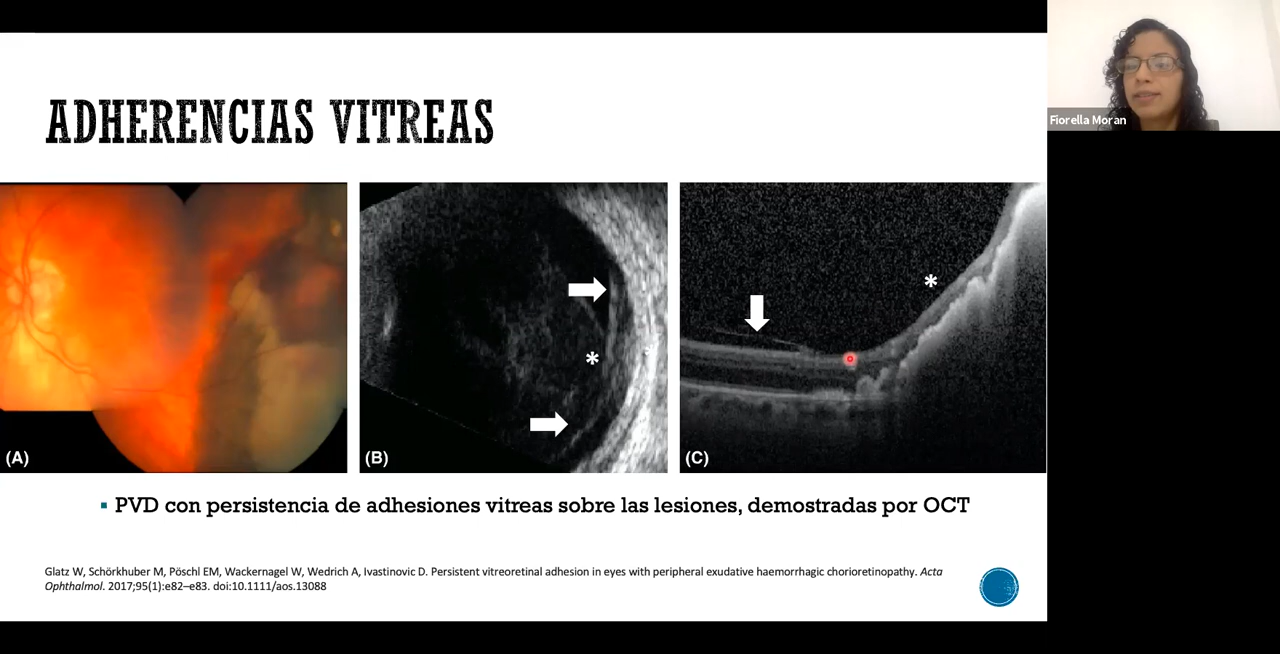 ADHERENCIAS VITREAS
Fiorella Moran
(A)
(B)
(C)
*
*
▪ PVD con persistencia de adhesiones vitreas sobre las lesiones, demostradas por OCT
Glatz W, Schörkhuber M, Pöschl EM, Wackernagel W, Wedrich A, Ivastinovic D. Persistent vitreoretinal adhesion in eyes with peripheral exudative haemorrhagic chorioretinopathy. Acta
Ophthalmol. 2017;95(1):e82–e83. doi:10.1111/aos.13088